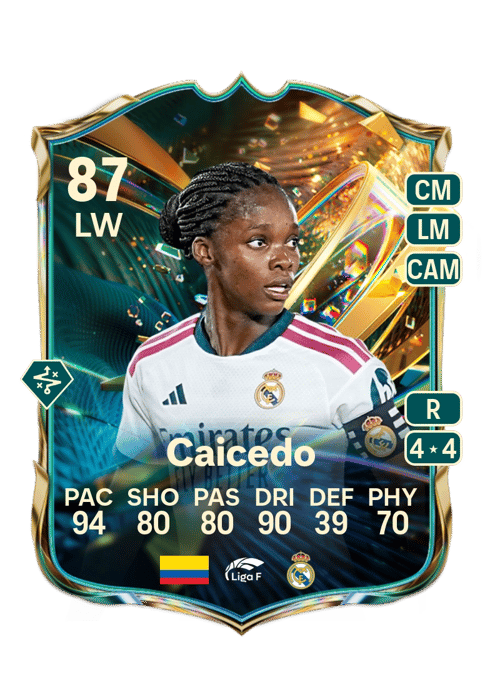 87
LW
CM
LM
CAM
R
4★4
Emirates
Caicedo
PAC SHO PAS DRI DEF PHY
94 80 80 90 39 70
Liga F